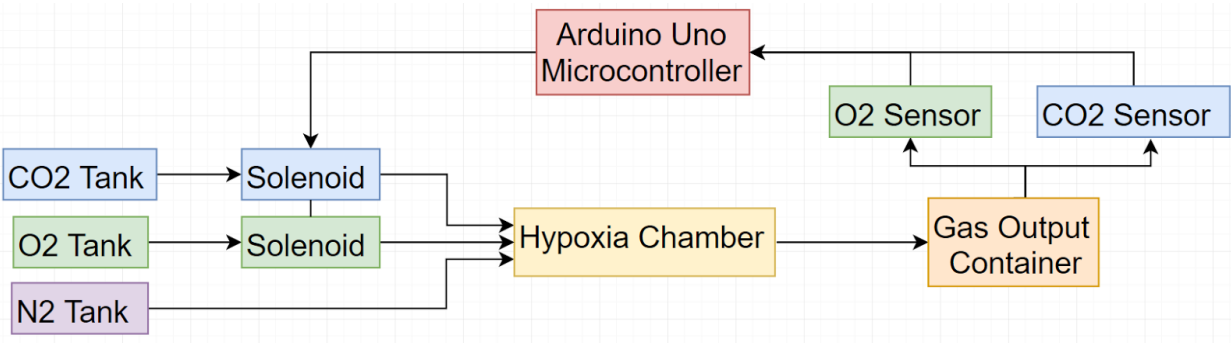 Arduino Uno
Microcontroller
O2 Sensor
CO2 Sensor
CO2 Tank
Solenoid
O2 Tank
Solenoid
Hypoxia Chamber
Gas Output
Container
N2 Tank